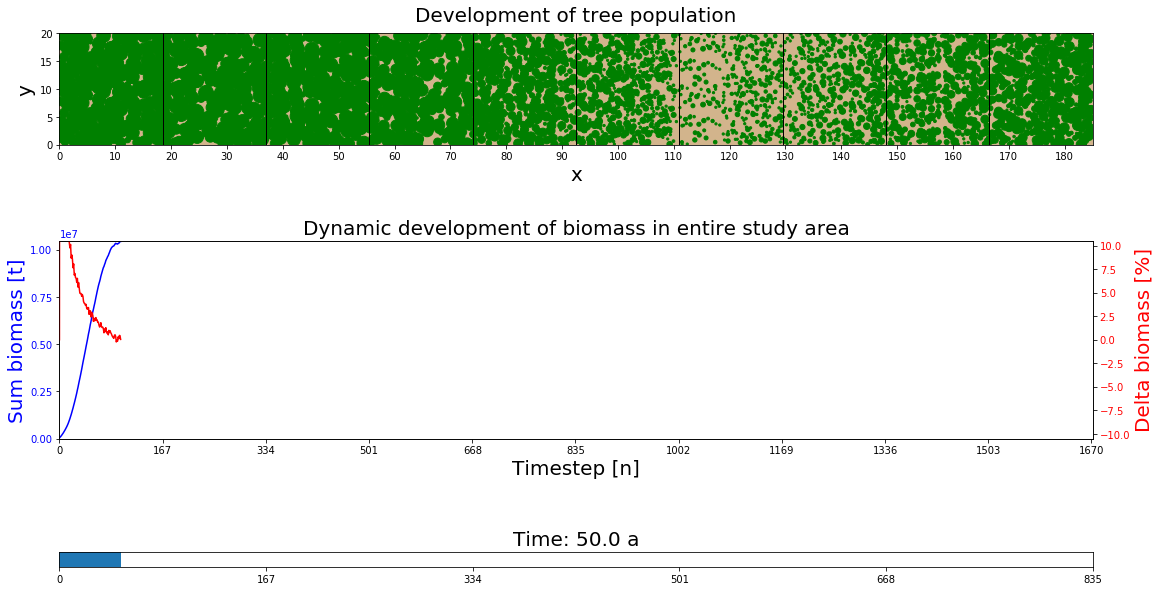 Development of tree population
20
15
10
5
0
y
0 10 20 30 40 50 60 70 80 90 100 110 120 130 140 150 160 170 180
x
Dynamic development of biomass in entire study area
1e7
1.00
0.75
0.50
0.25
0.00
Sum biomass [t]
10.0
7.5
5.0
2.5
0.0
−2.5
−5.0
−7.5
−10.0
Delta biomass [%]
0 167 334 501 668 835 1002 1169 1336 1503 1670
Timestep [n]
Time: 50.0 a
0 167 334 501 668 835